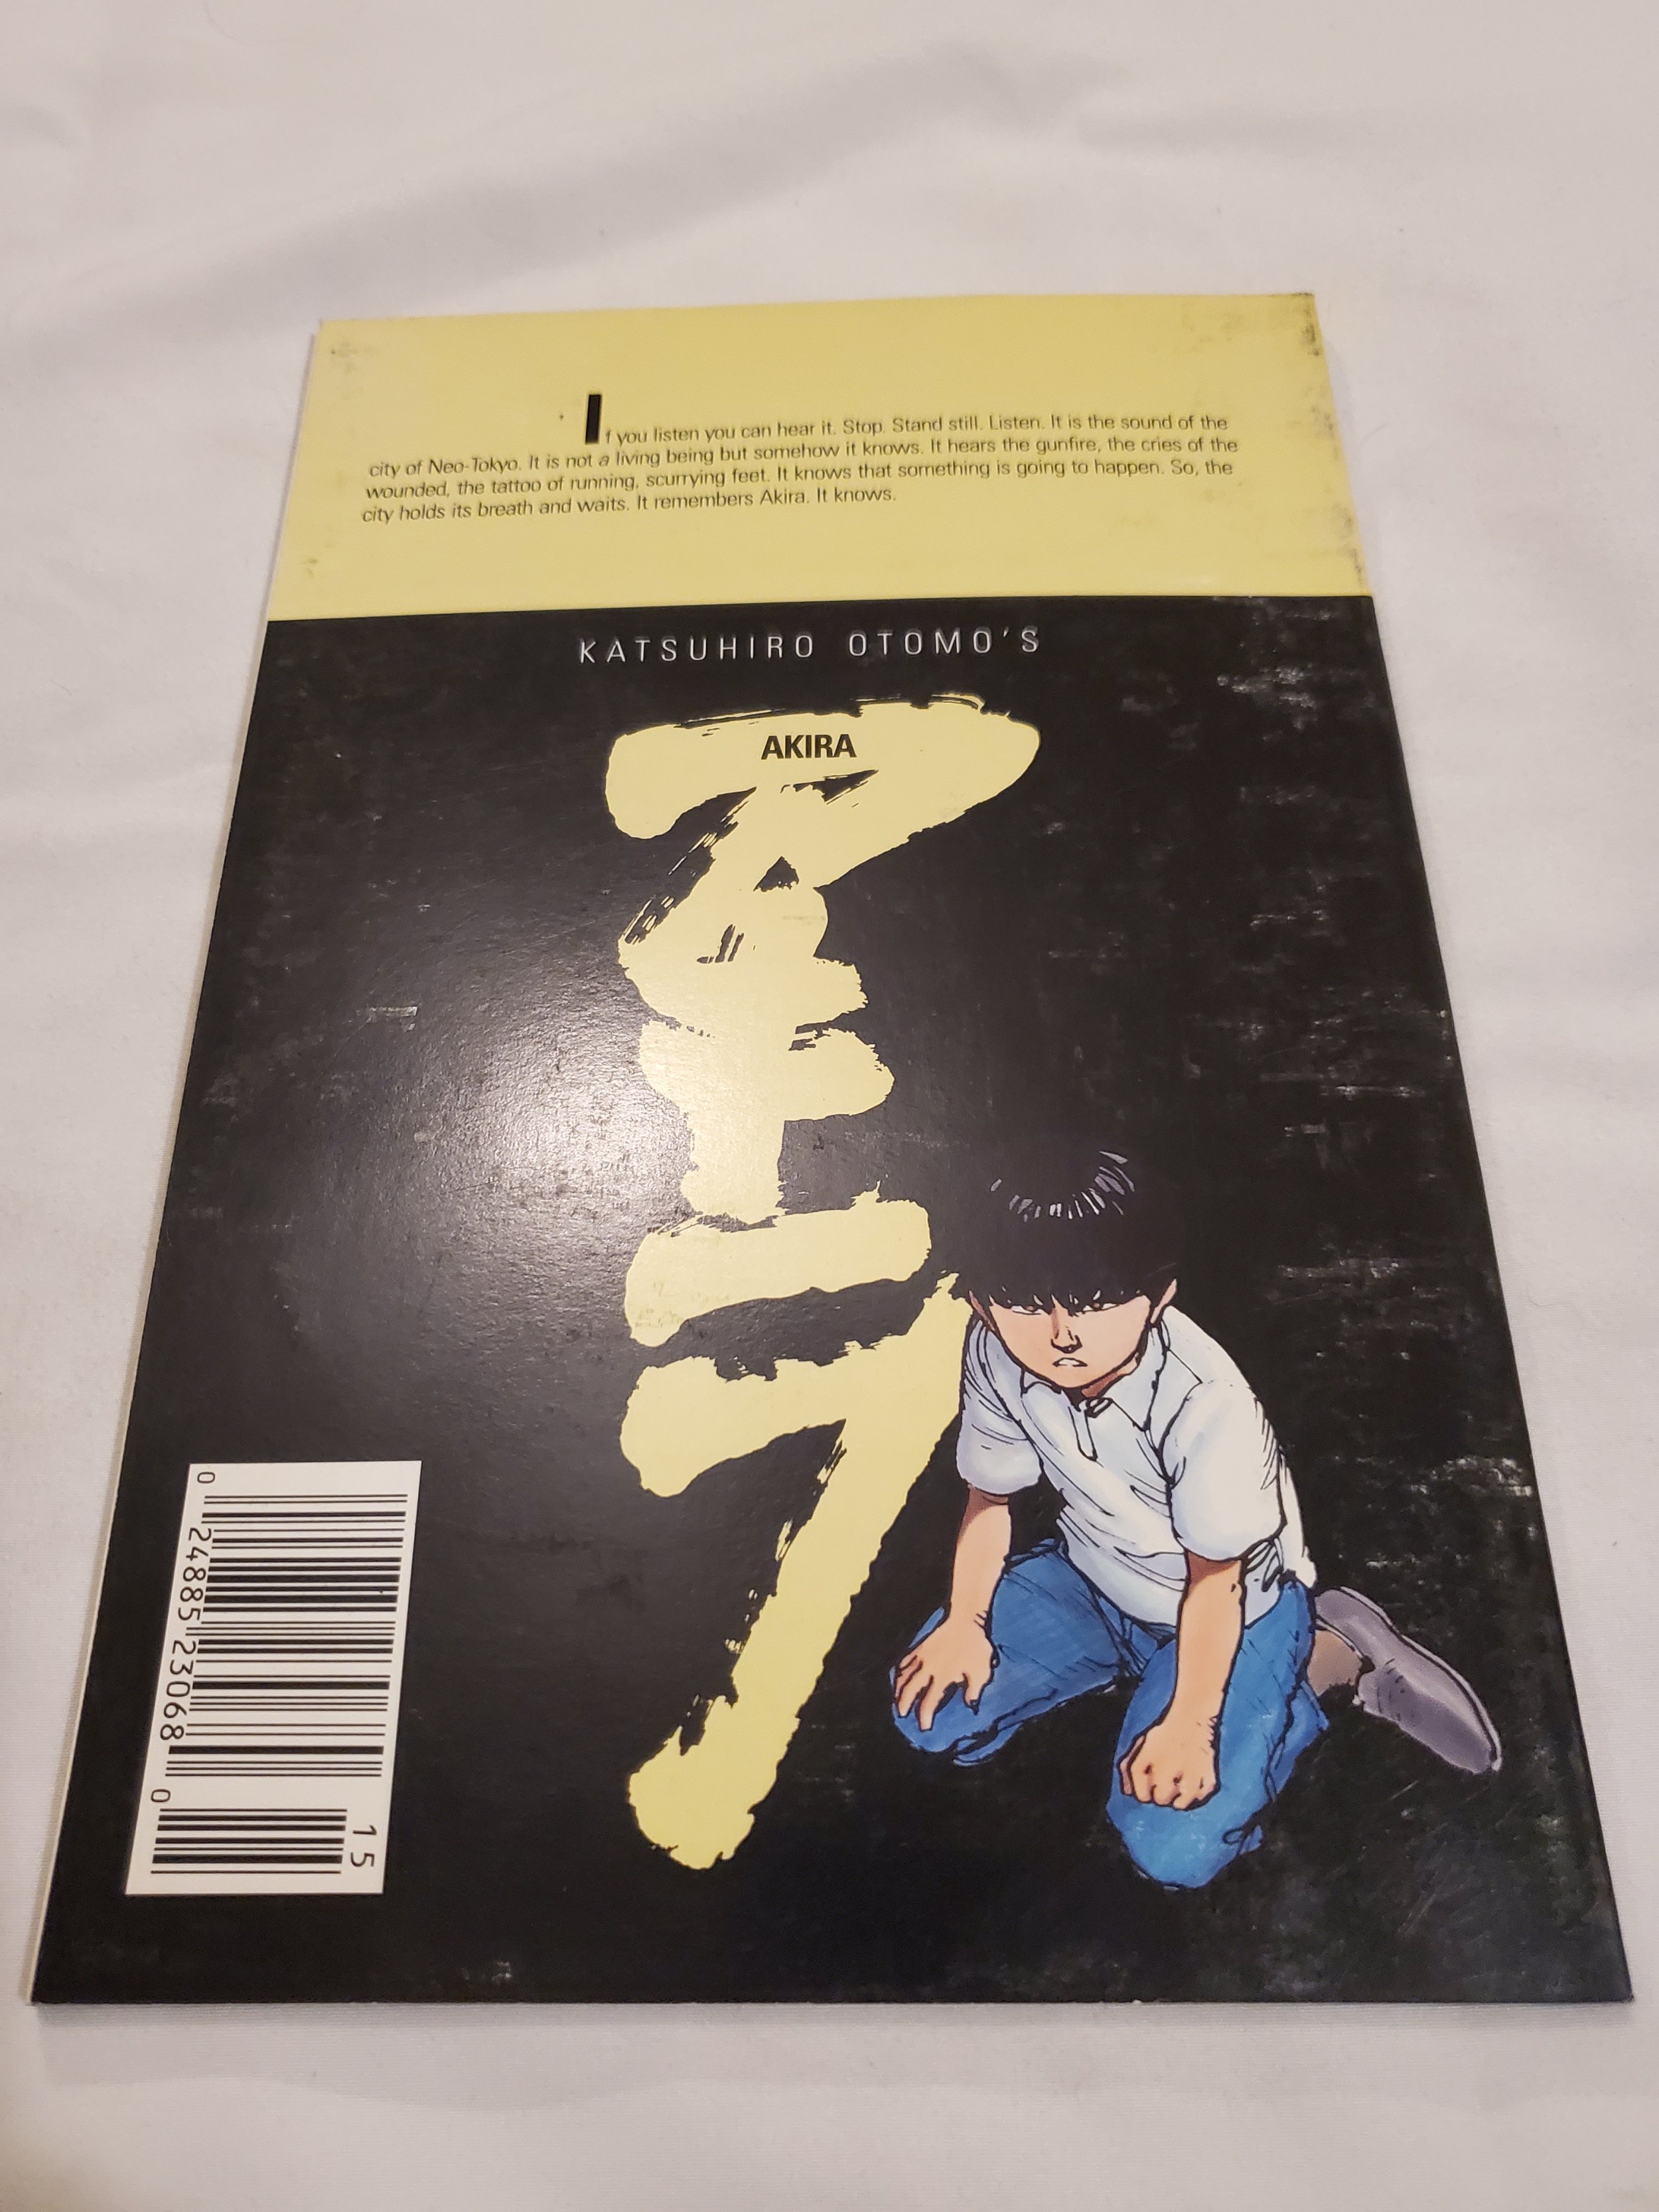 If you listen you can hear it. Stop. Stand still. Listen. It is the sound of the
city of Neo-Tokyo. It is not a living being but somehow it knows. It hears the gunfire, the cries of the
wounded, the tattoo of running, scurrying feet. It knows that something is going to happen. So, the
city holds its breath and waits. It remembers Akira. It knows.
KATSUHIRO OTOMO'S
AKIRA
アキラ
0 24885 23068 0
15